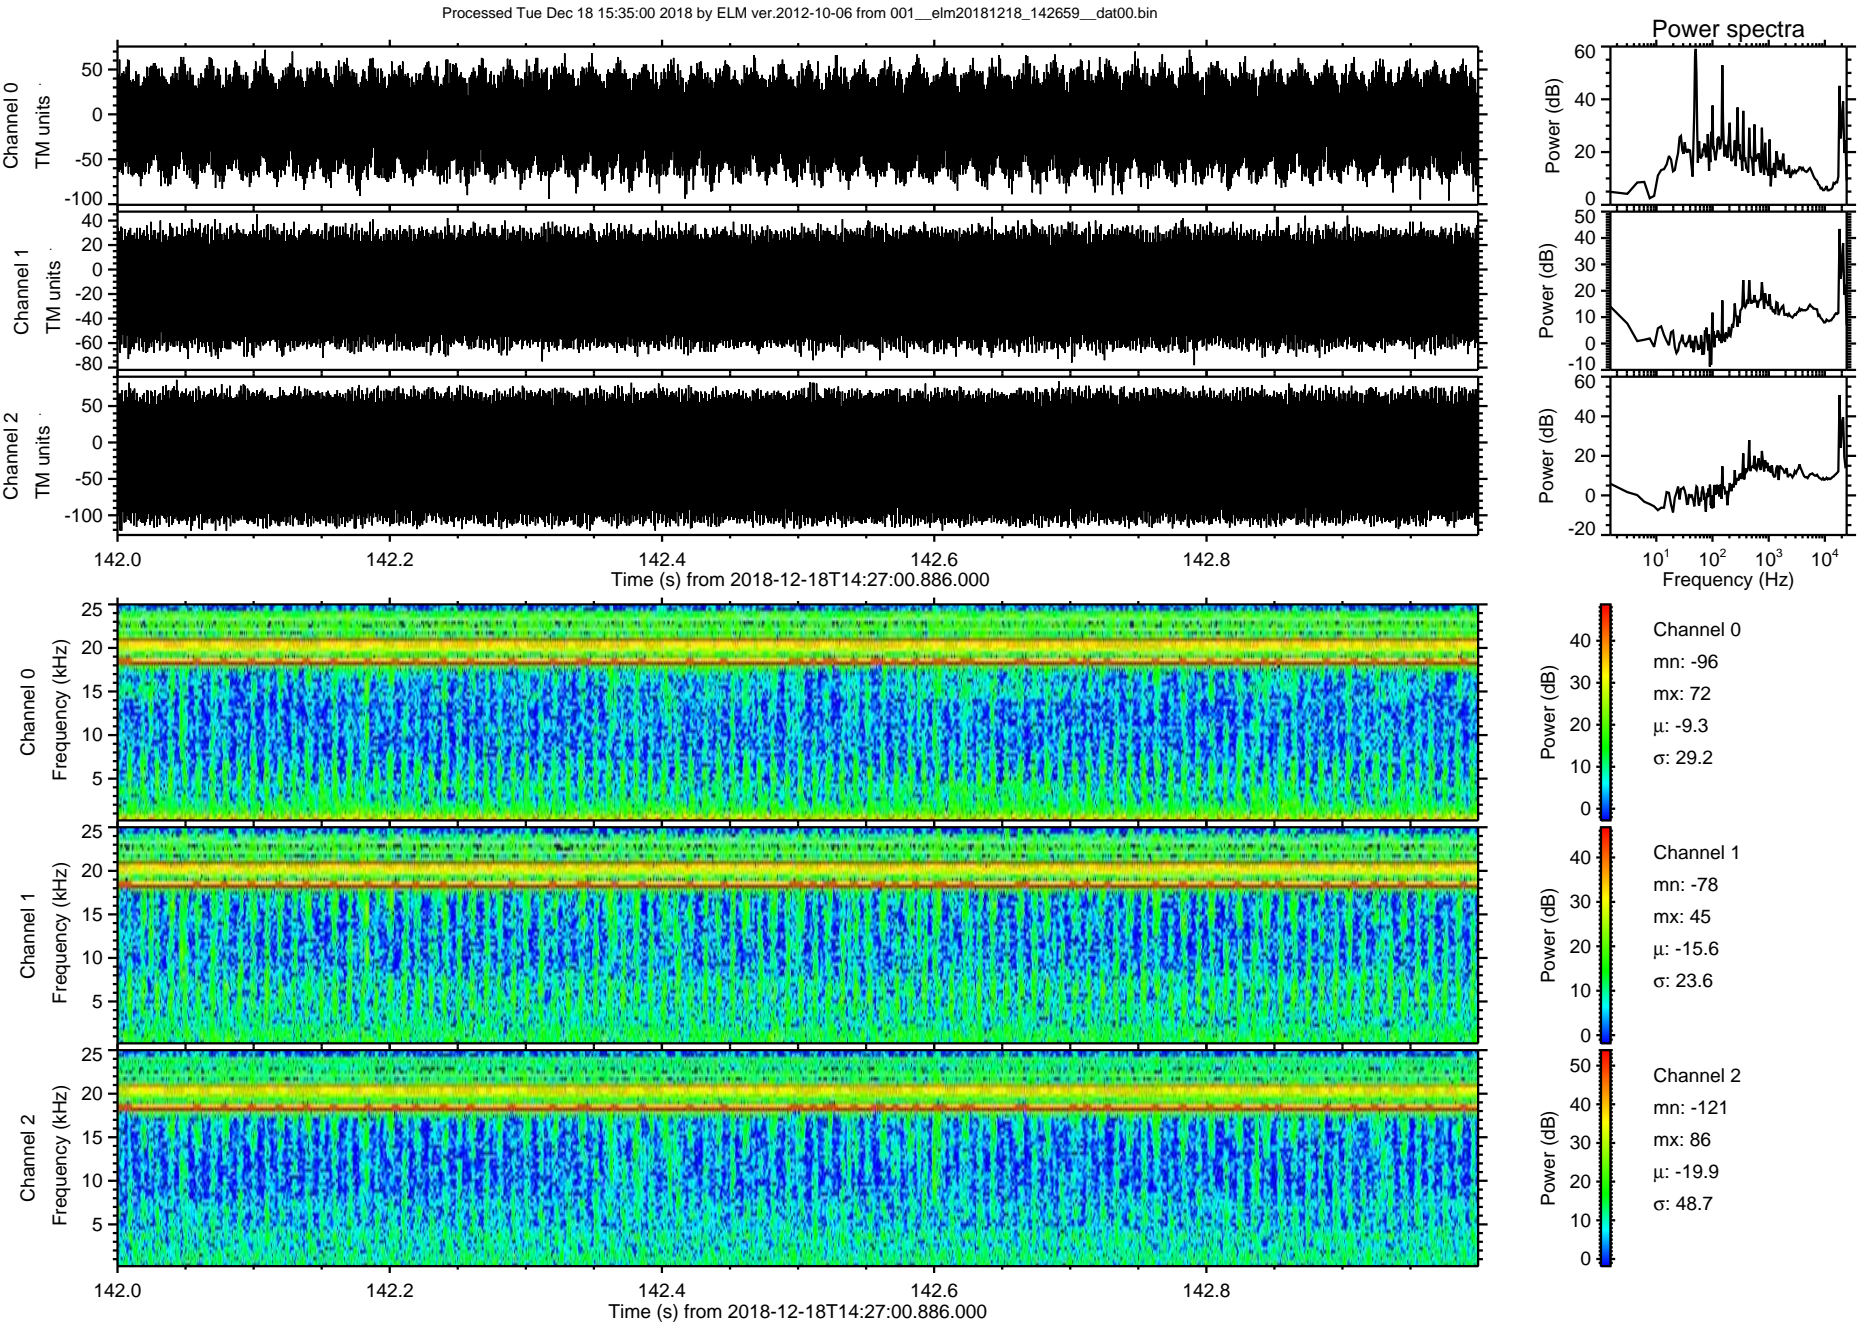 Processed Tue Dec 18 15:35:00 2018 by ELM ver.2012-10-06 from 001__elm20181218_142659__dat00.bin
Power spectra
Channel 0
TM units
50
0
-50
-100
Power (dB)
60
40
20
0
Channel 1
TM units
40
20
0
-20
-40
-60
-80
Power (dB)
50
40
30
20
10
0
-10
Channel 2
TM units
50
0
-50
-100
Power (dB)
60
40
20
0
-20
142.0 142.2 142.4 142.6 142.8
Time (s) from 2018-12-18T14:27:00.886.000
10¹ 10² 10³ 10⁴
Frequency (Hz)
Channel 0
Frequency (kHz)
25
20
15
10
5
Power (dB)
40
30
20
10
0
Channel 0
mn: -96
mx: 72
μ: -9.3
σ: 29.2
Channel 1
Frequency (kHz)
25
20
15
10
5
Power (dB)
40
30
20
10
0
Channel 1
mn: -78
mx: 45
μ: -15.6
σ: 23.6
Channel 2
Frequency (kHz)
25
20
15
10
5
Power (dB)
50
40
30
20
10
0
Channel 2
mn: -121
mx: 86
μ: -19.9
σ: 48.7
142.0 142.2 142.4 142.6 142.8
Time (s) from 2018-12-18T14:27:00.886.000